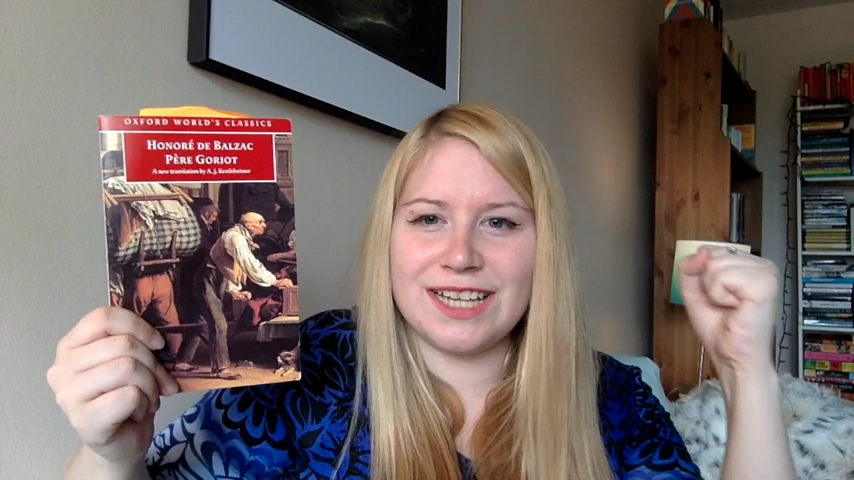 OXFORD WORLD'S CLASSICS
HONORÉ DE BALZAC
PÈRE GORIOT
A new translation by A. J. Krailsheimer